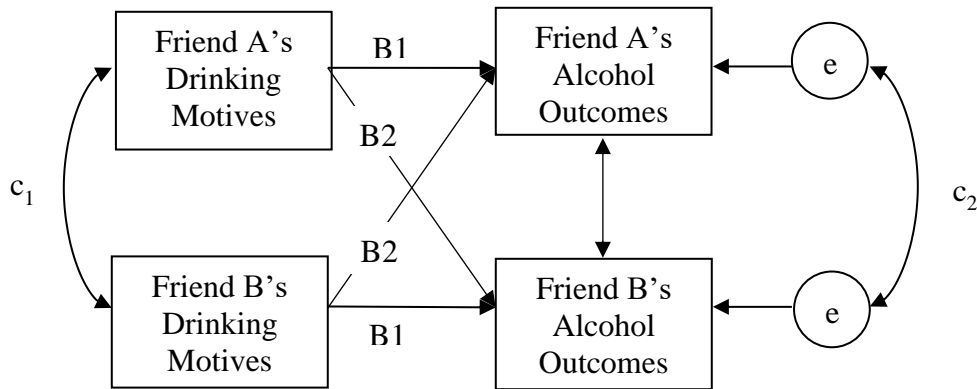 Friend A’s
Drinking
Motives
B1
Friend A’s
Alcohol
Outcomes
e
B2
c1
c2
B2
Friend B’s
Drinking
Motives
B1
Friend B’s
Alcohol
Outcomes
e